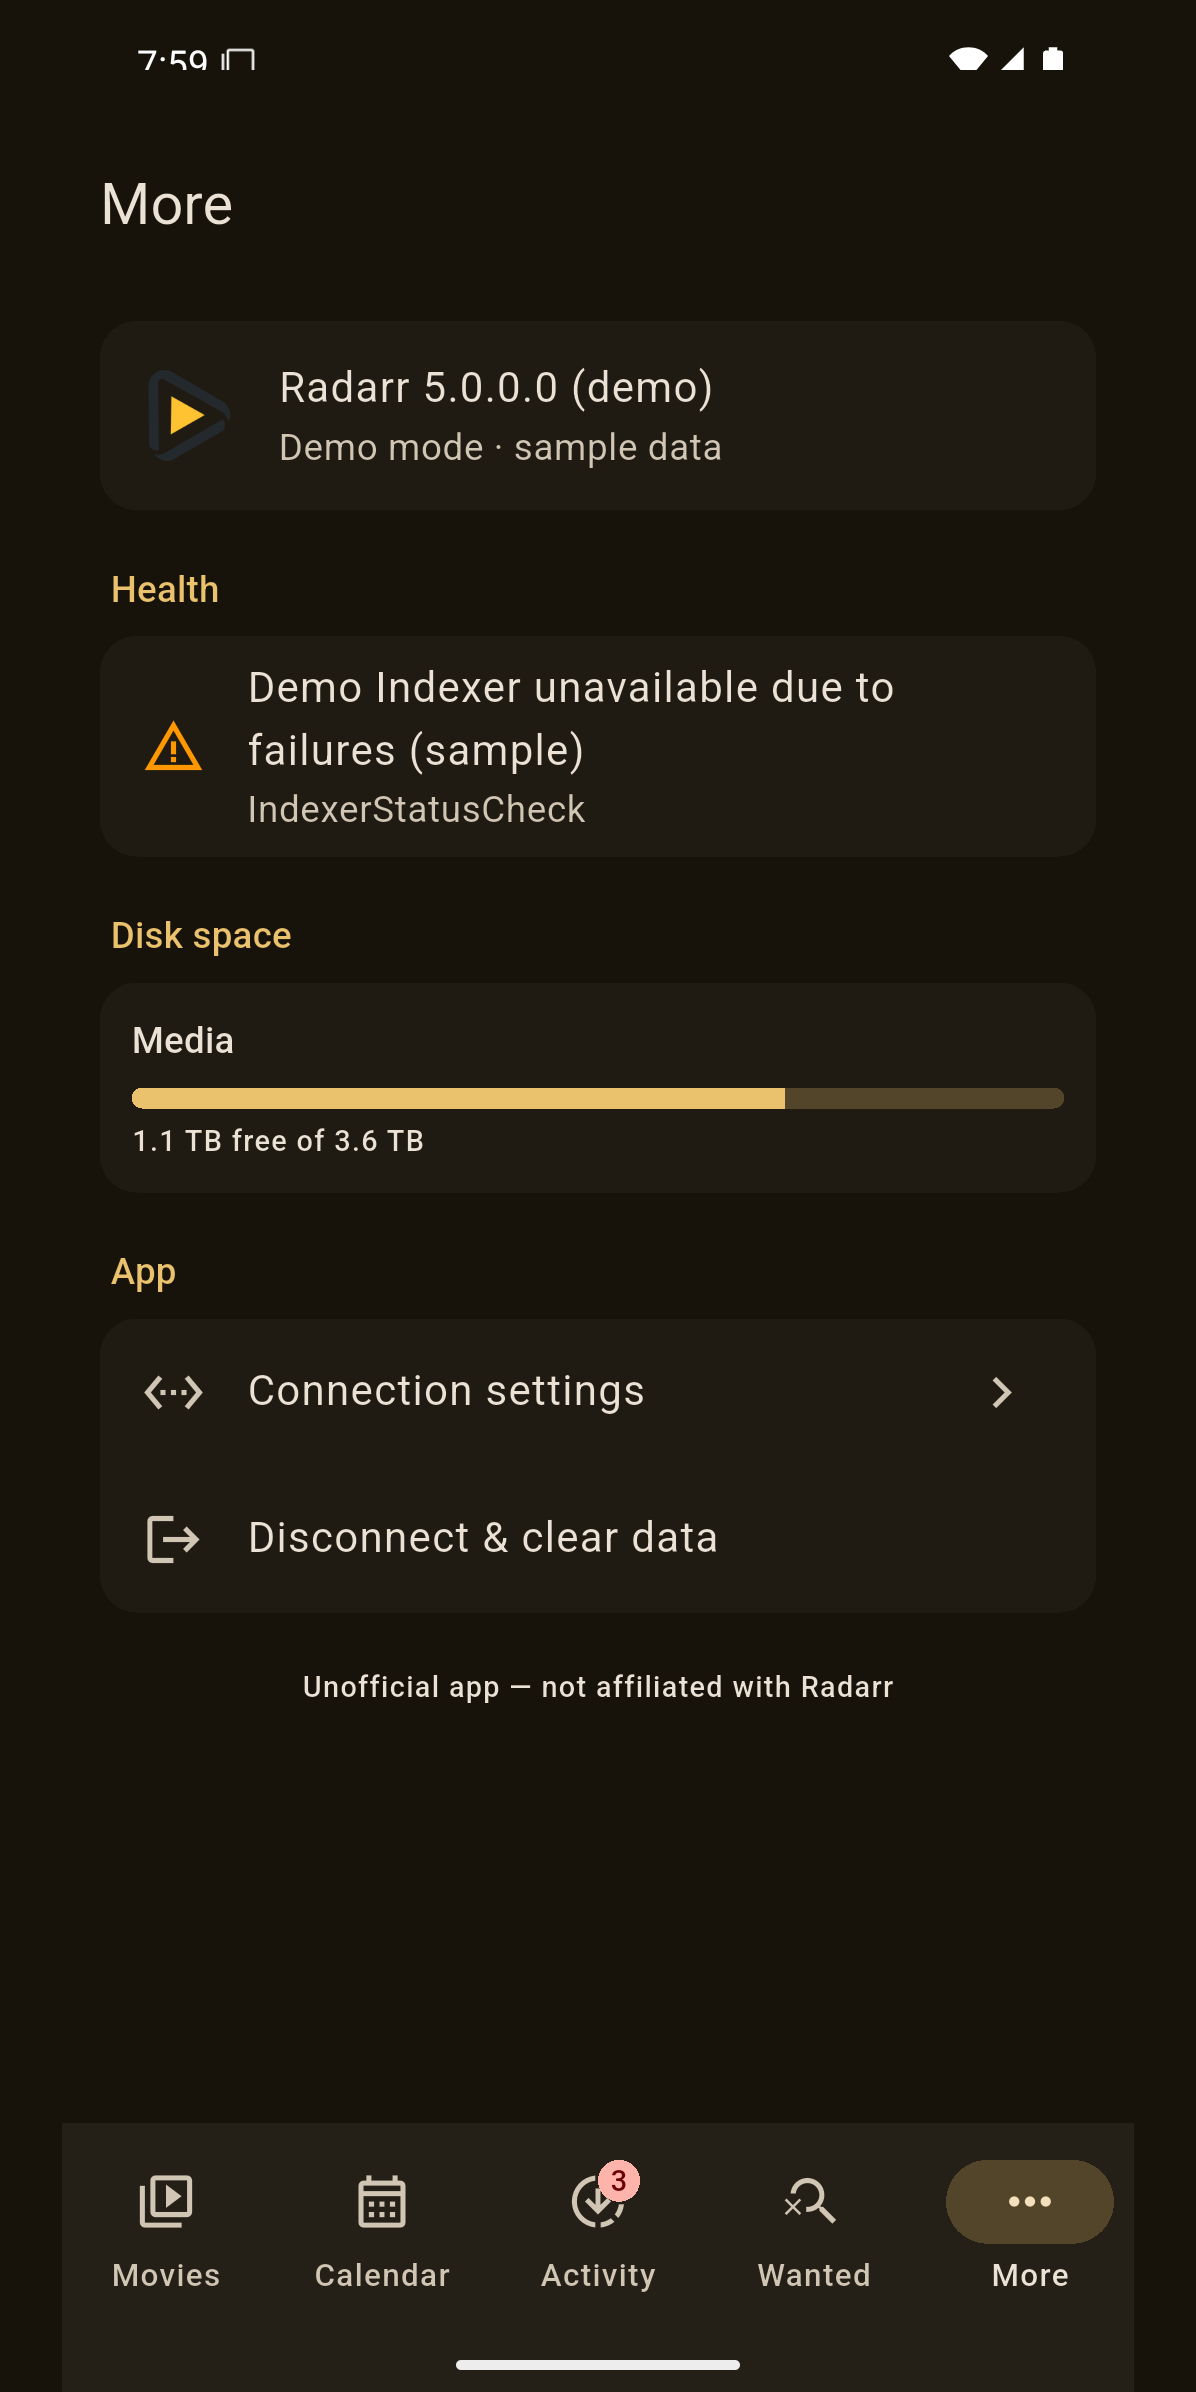 7:59
More
Radarr 5.0.0.0 (demo)
Demo mode · sample data
Health
Demo Indexer unavailable due to
failures (sample)
IndexerStatusCheck
Disk space
Media
1.1 TB free of 3.6 TB
App
Connection settings
Disconnect & clear data
Unofficial app — not affiliated with Radarr
3
Movies
Calendar
Activity
Wanted
More